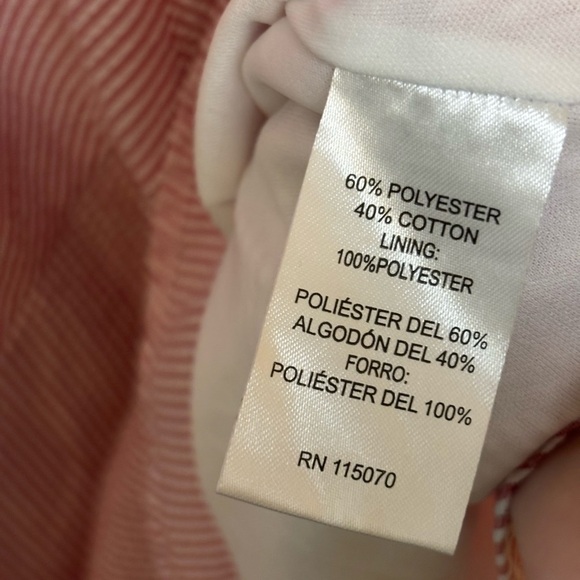 60% POLYESTER
40% COTTON
LINING:
100%POLYESTER
POLIÉSTER DEL 60%
ALGODÓN DEL 40%
FORRO:
POLIÉSTER DEL 100%
RN 115070